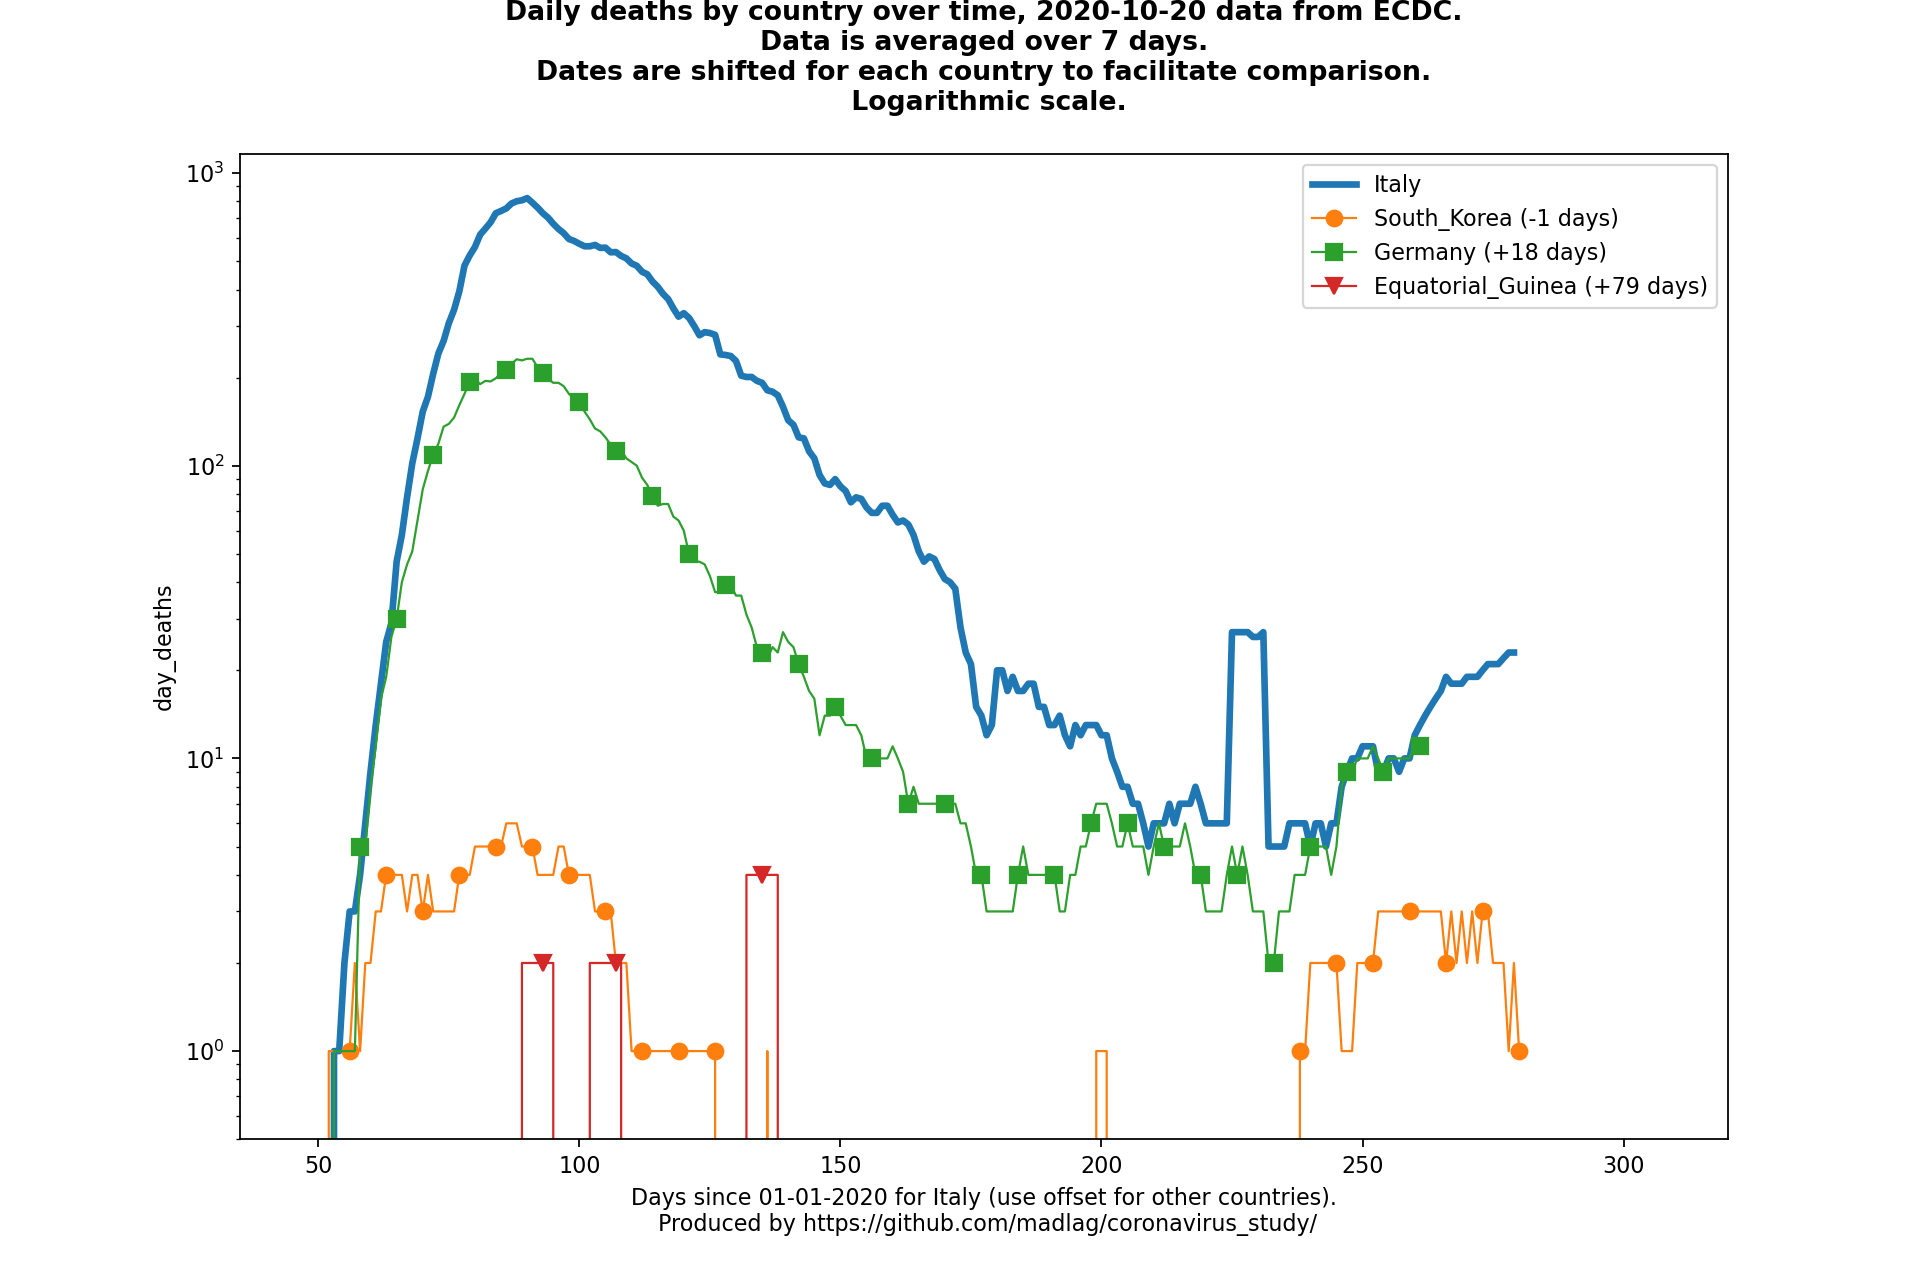 Daily deaths by country over time, 2020-10-20 data from ECDC.
Data is averaged over 7 days.
Dates are shifted for each country to facilitate comparison.
Logarithmic scale.
10³
10²
10¹
10⁰
day_deaths
Italy
South_Korea (-1 days)
Germany (+18 days)
Equatorial_Guinea (+79 days)
50 100 150 200 250 300
Days since 01-01-2020 for Italy (use offset for other countries).
Produced by https://github.com/madlag/coronavirus_study/